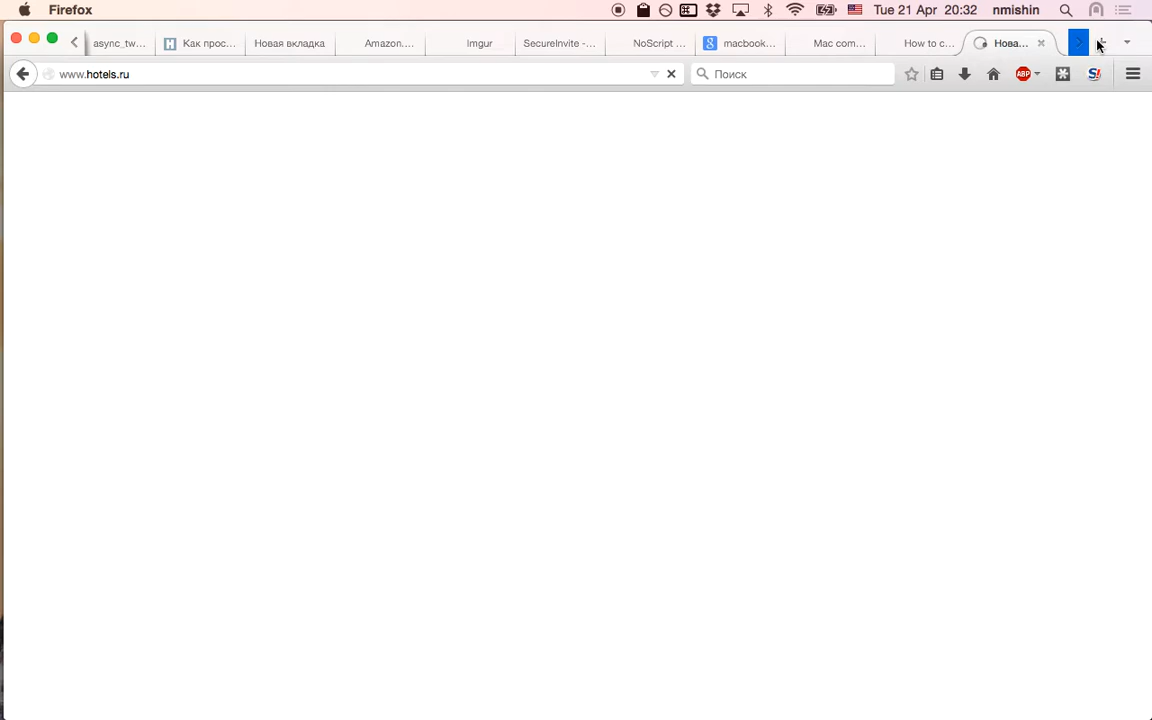 Firefox
Tue 21 Apr 20:32 nmishin
async_tw... Как прос... Новая вкладка Amazon.... Imgur SecureInvite -... NoScript ... macbook... Mac com... How to c... Нова...
www.hotels.ru Поиск ABP S!